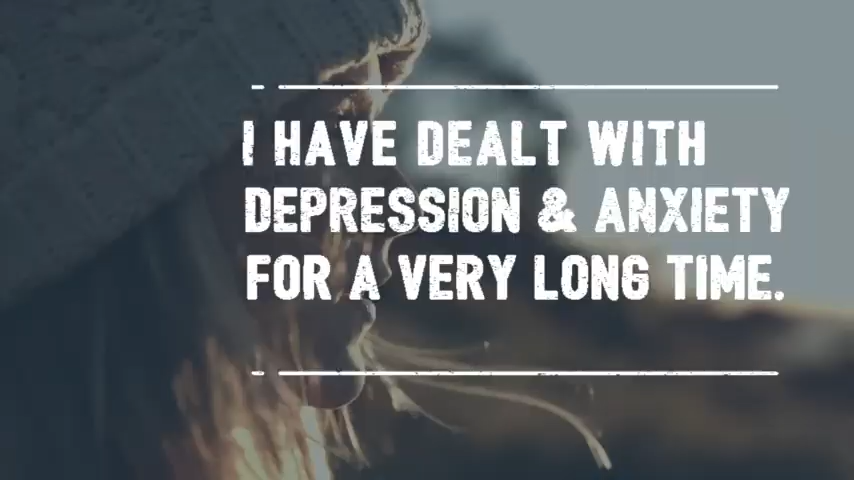 I HAVE DEALT WITH
DEPRESSION & ANXIETY
FOR A VERY LONG TIME.